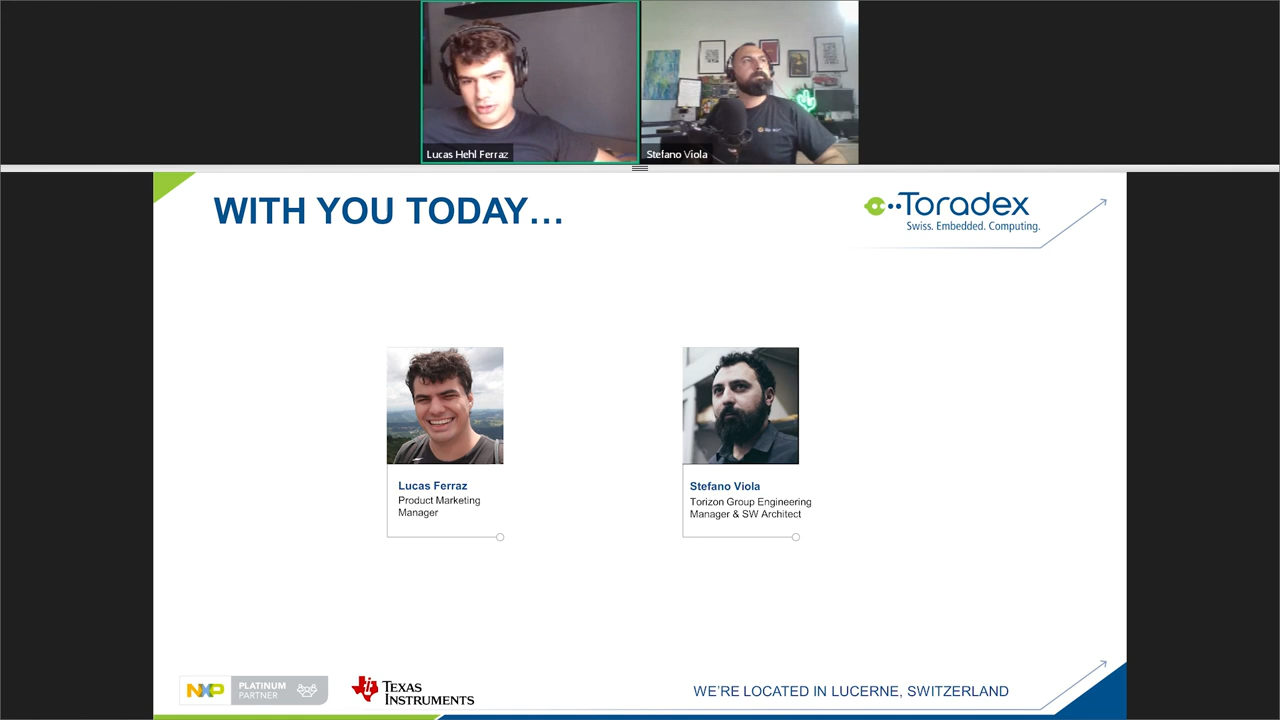 Lucas Hehl Ferraz
Stefano Viola
WITH YOU TODAY…
Toradex
Swiss. Embedded. Computing.
Lucas Ferraz
Product Marketing
Manager
Stefano Viola
Torizon Group Engineering
Manager & SW Architect
NXP
PLATINUM
PARTNER
TEXAS
INSTRUMENTS
WE'RE LOCATED IN LUCERNE, SWITZERLAND